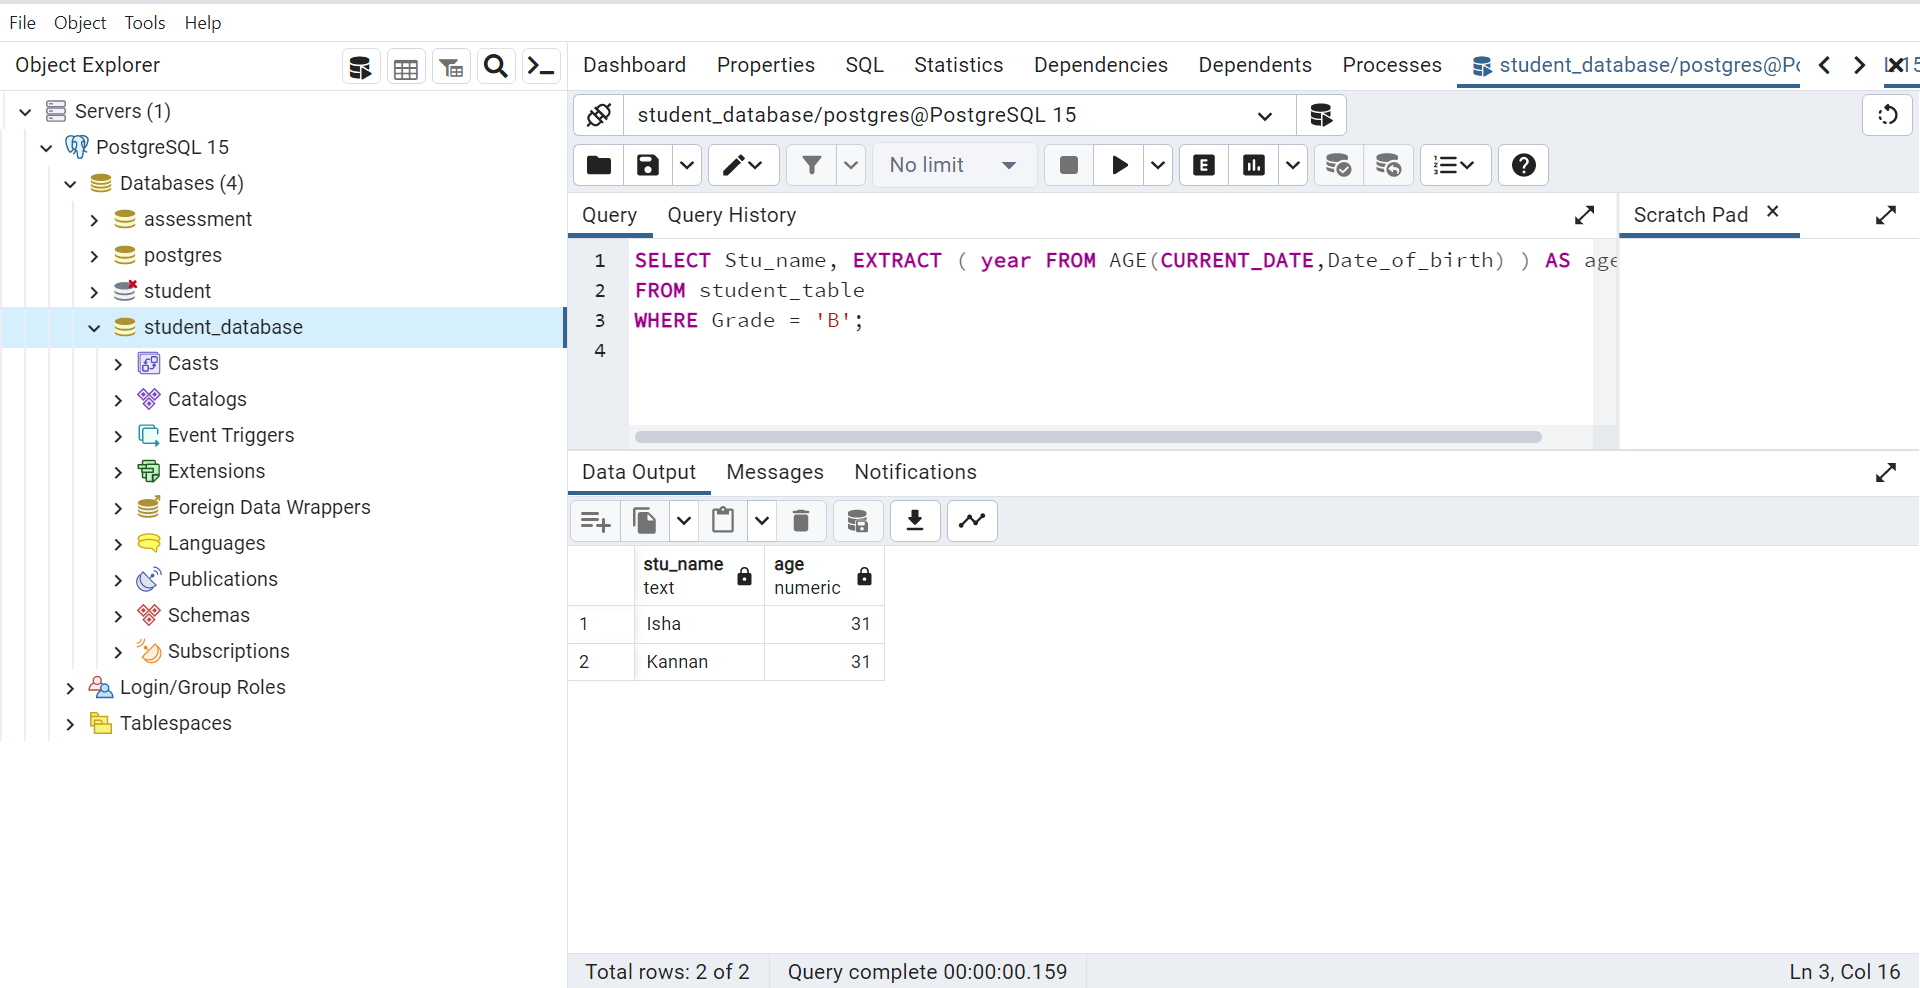 File Object Tools Help
Object Explorer
Servers (1)
PostgreSQL 15
Databases (4)
assessment
postgres
student
student_database
Casts
Catalogs
Event Triggers
Extensions
Foreign Data Wrappers
Languages
Publications
Schemas
Subscriptions
Login/Group Roles
Tablespaces
Dashboard Properties SQL Statistics Dependencies Dependents Processes student_database/postgres@Po 15
student_database/postgres@PostgreSQL 15
No limit E
Query Query History
Scratch Pad
1 SELECT Stu_name, EXTRACT ( year FROM AGE(CURRENT_DATE,Date_of_birth) ) AS age
2 FROM student_table
3 WHERE Grade = 'B';
4
Data Output Messages Notifications
stu_name age
text numeric
1 Isha 31
2 Kannan 31
Total rows: 2 of 2 Query complete 00:00:00.159 Ln 3, Col 16